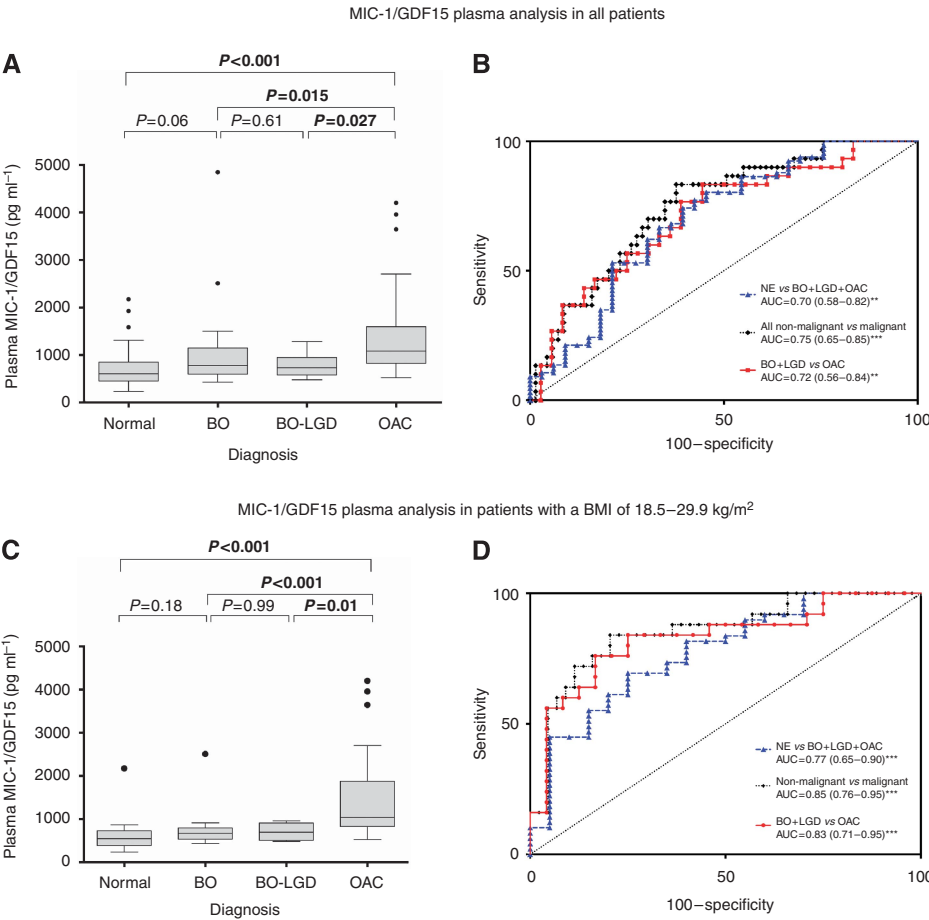 MIC-1/GDF15 plasma analysis in all patients
A
P<0.001
P=0.015
P=0.06
P=0.61
P=0.027
Plasma MIC-1/GDF15 (pg ml⁻¹)
5000
4000
3000
2000
1000
0
Normal
BO
BO-LGD
OAC
Diagnosis
B
Sensitivity
100
50
0
NE vs BO+LGD+OAC
AUC=0.70 (0.58–0.82)**
All non-malignant vs malignant
AUC=0.75 (0.65–0.85)***
BO+LGD vs OAC
AUC=0.72 (0.56–0.84)**
0
50
100
100–specificity
MIC-1/GDF15 plasma analysis in patients with a BMI of 18.5–29.9 kg/m²
C
P<0.001
P<0.001
P=0.18
P=0.99
P=0.01
Plasma MIC-1/GDF15 (pg ml⁻¹)
5000
4000
3000
2000
1000
0
Normal
BO
BO-LGD
OAC
Diagnosis
D
Sensitivity
100
50
0
NE vs BO+LGD+OAC
AUC=0.77 (0.65–0.90)***
Non-malignant vs malignant
AUC=0.85 (0.76–0.95)***
BO+LGD vs OAC
AUC=0.83 (0.71–0.95)***
0
50
100
100–specificity